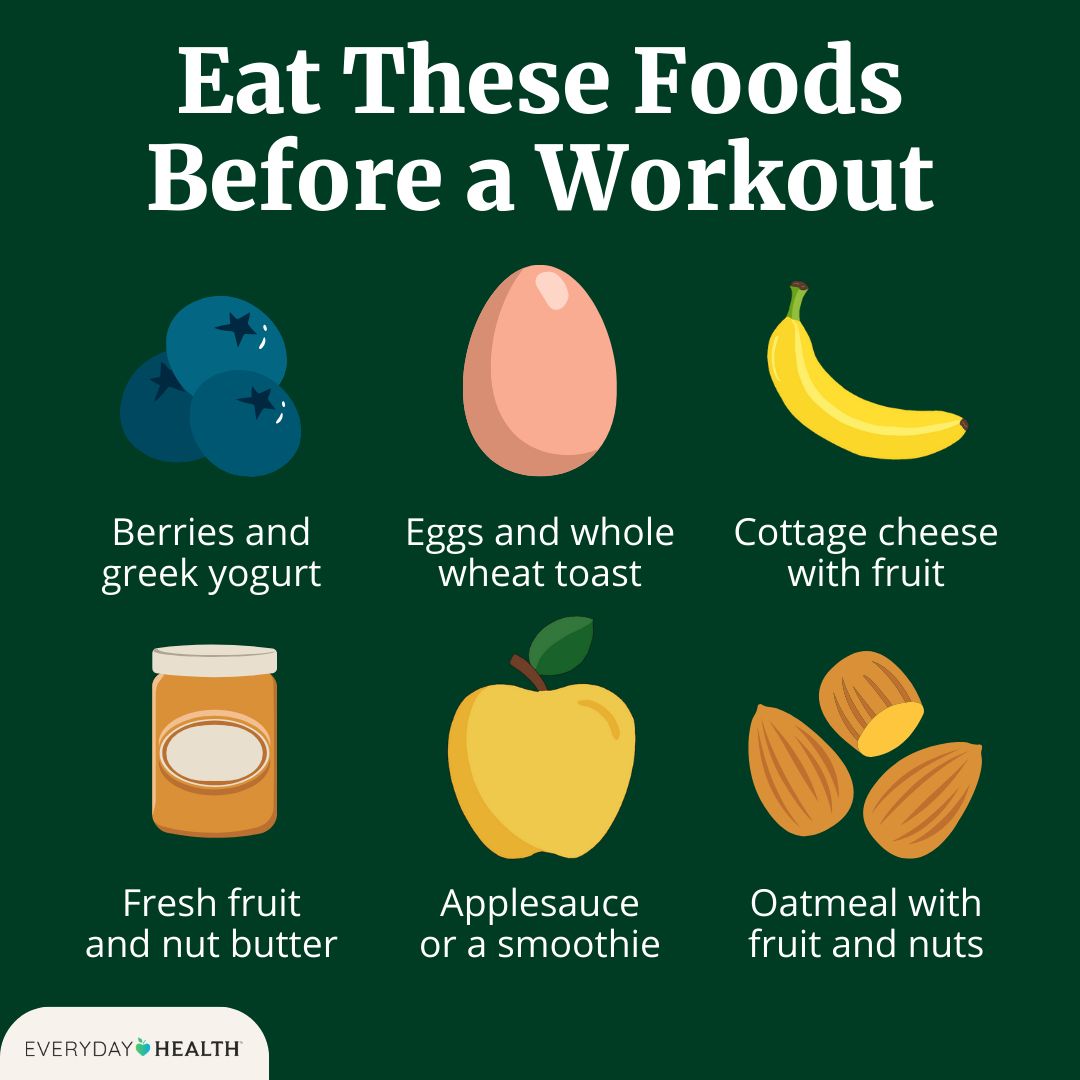 Eat These Foods
Before a Workout
Berries and
greek yogurt
Eggs and whole
wheat toast
Cottage cheese
with fruit
Fresh fruit
and nut butter
Applesauce
or a smoothie
Oatmeal with
fruit and nuts
EVERYDAY HEALTH